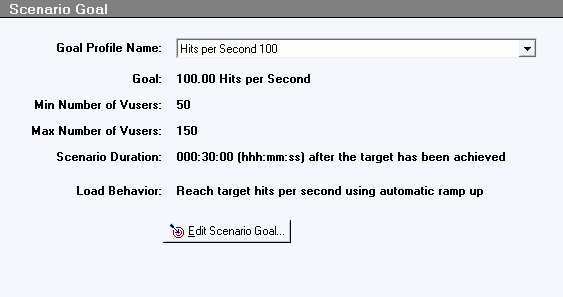 Scenario Goal
Goal Profile Name: Hits per Second 100
Goal: 100.00 Hits per Second
Min Number of Vusers: 50
Max Number of Vusers: 150
Scenario Duration: 000:30:00 (hhh:mm:ss) after the target has been achieved
Load Behavior: Reach target hits per second using automatic ramp up
Edit Scenario Goal...